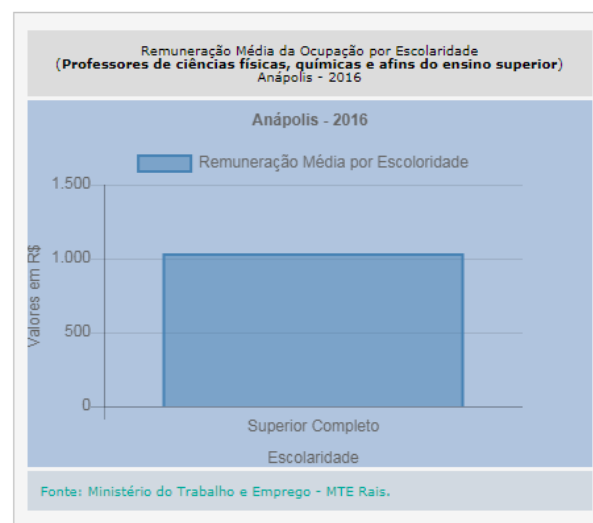 Remuneração Média da Ocupação por Escolaridade
(Professores de ciências físicas, químicas e afins do ensino superior)
Anápolis - 2016
Anápolis - 2016
Remuneração Média por Escoloridade
1.500
1.000
500
0
Valores em R$
Superior Completo
Escolaridade
Fonte: Ministério do Trabalho e Emprego - MTE Rais.